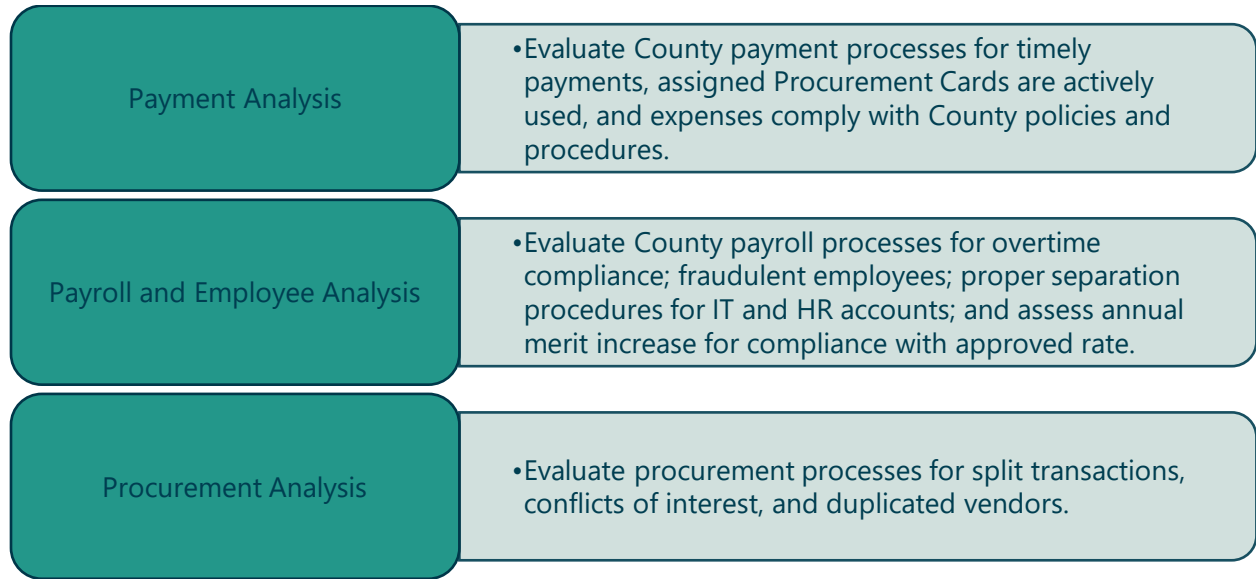 Payment Analysis
•Evaluate County payment processes for timely
payments, assigned Procurement Cards are actively
used, and expenses comply with County policies and
procedures.
Payroll and Employee Analysis
•Evaluate County payroll processes for overtime
compliance; fraudulent employees; proper separation
procedures for IT and HR accounts; and assess annual
merit increase for compliance with approved rate.
Procurement Analysis
•Evaluate procurement processes for split transactions,
conflicts of interest, and duplicated vendors.